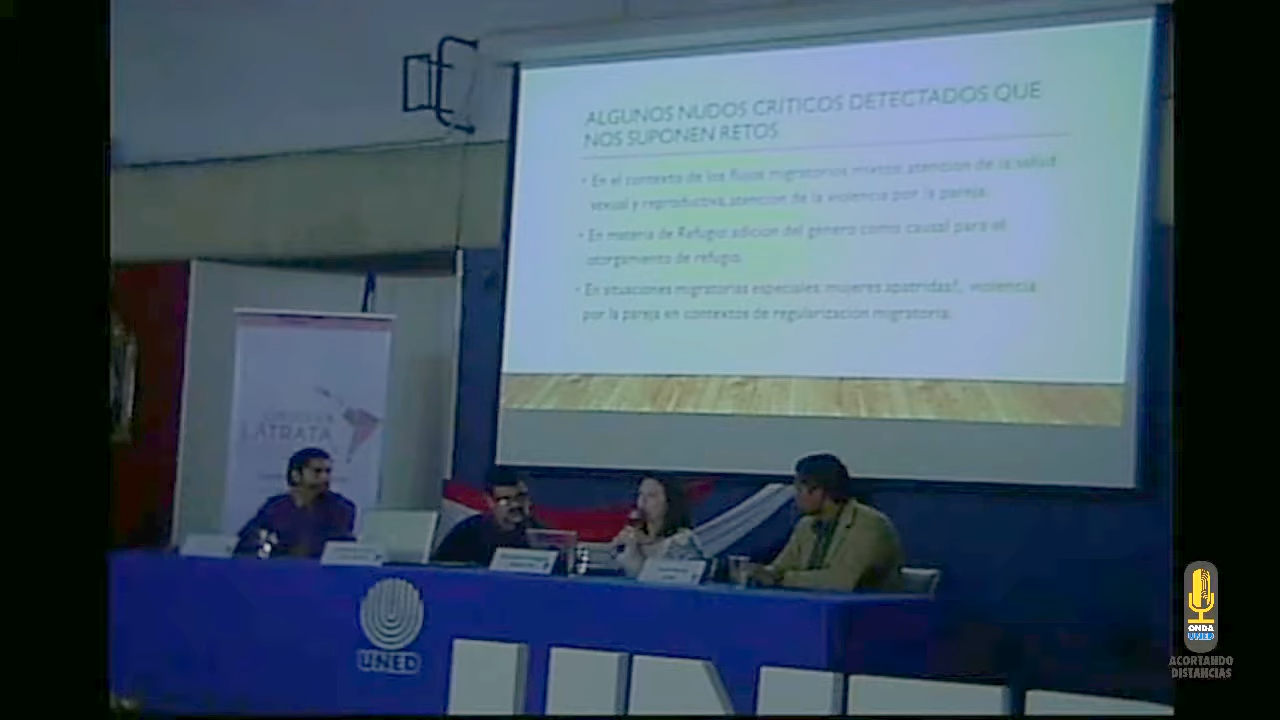 ALGUNOS NUDOS CRITICOS DETECTADOS QUE
NOS SUPONEN RETOS
• En el contexto de los flujos migratorios mixtos: atencion de la salud
sexual y reproductiva, atencion de la violencia por la pareja.
• En materia de Refugio: adicion del género como causal para el
otorgamiento de refugio.
• En situaciones migratorias especiales: mujeres apatridas?, violencia
por la pareja en contextos de regularizacion migratoria.
LATRATA
UNED
ONDA
UNED
ACORTANDO
DISTANCIAS